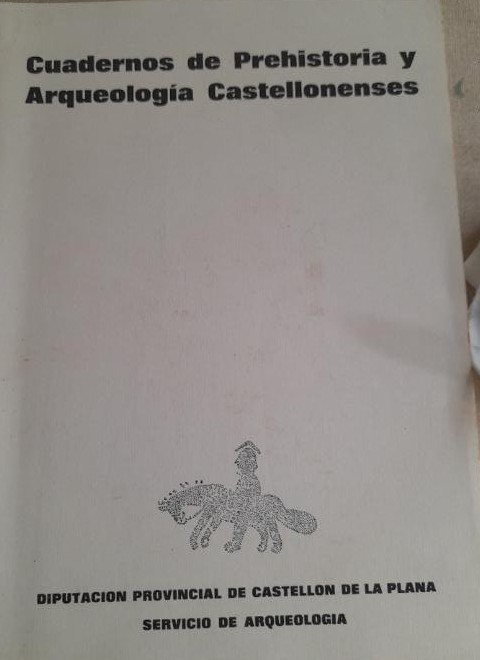 Cuadernos de Prehistoria y
Arqueología Castellonenses
DIPUTACION PROVINCIAL DE CASTELLON DE LA PLANA
SERVICIO DE ARQUEOLOGIA